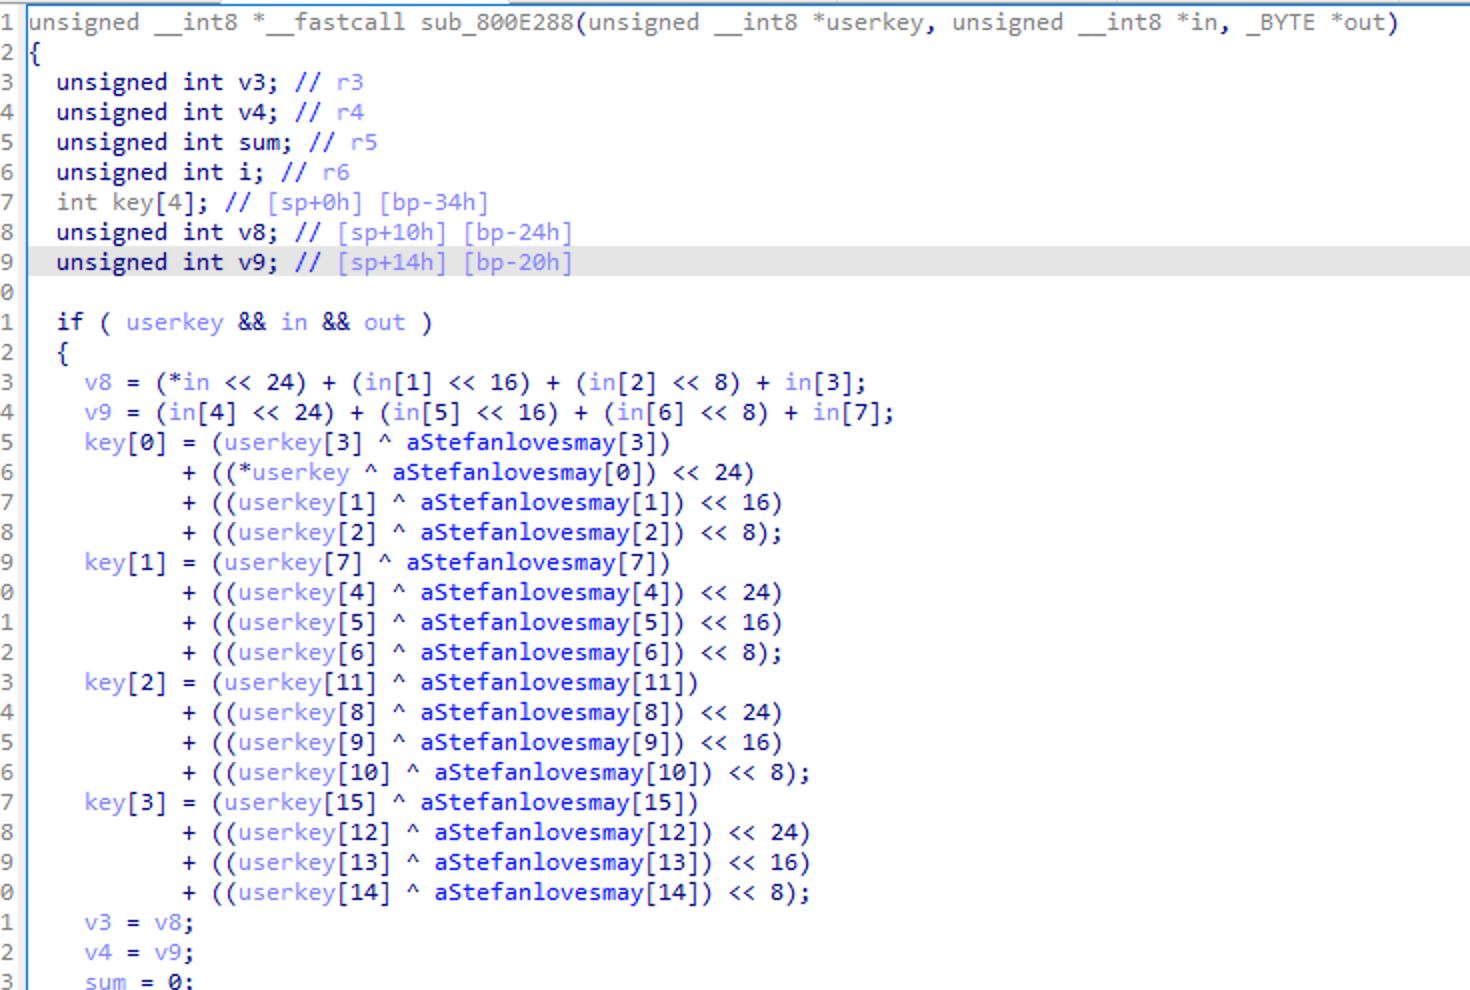 1 unsigned __int8 *__fastcall sub_800E288(unsigned __int8 *userkey, unsigned __int8 *in, _BYTE *out)
2 {
3 unsigned int v3; // r3
4 unsigned int v4; // r4
5 unsigned int sum; // r5
6 unsigned int i; // r6
7 int key[4]; // [sp+0h] [bp-34h]
8 unsigned int v8; // [sp+10h] [bp-24h]
9 unsigned int v9; // [sp+14h] [bp-20h]
0
1 if ( userkey && in && out )
2 {
3 v8 = (*in << 24) + (in[1] << 16) + (in[2] << 8) + in[3];
4 v9 = (in[4] << 24) + (in[5] << 16) + (in[6] << 8) + in[7];
5 key[0] = (userkey[3] ^ aStefanlovesmay[3])
6 + ((*userkey ^ aStefanlovesmay[0]) << 24)
7 + ((userkey[1] ^ aStefanlovesmay[1]) << 16)
8 + ((userkey[2] ^ aStefanlovesmay[2]) << 8);
9 key[1] = (userkey[7] ^ aStefanlovesmay[7])
0 + ((userkey[4] ^ aStefanlovesmay[4]) << 24)
1 + ((userkey[5] ^ aStefanlovesmay[5]) << 16)
2 + ((userkey[6] ^ aStefanlovesmay[6]) << 8);
3 key[2] = (userkey[11] ^ aStefanlovesmay[11])
4 + ((userkey[8] ^ aStefanlovesmay[8]) << 24)
5 + ((userkey[9] ^ aStefanlovesmay[9]) << 16)
6 + ((userkey[10] ^ aStefanlovesmay[10]) << 8);
7 key[3] = (userkey[15] ^ aStefanlovesmay[15])
8 + ((userkey[12] ^ aStefanlovesmay[12]) << 24)
9 + ((userkey[13] ^ aStefanlovesmay[13]) << 16)
0 + ((userkey[14] ^ aStefanlovesmay[14]) << 8);
1 v3 = v8;
2 v4 = v9;
3 sum = 0;